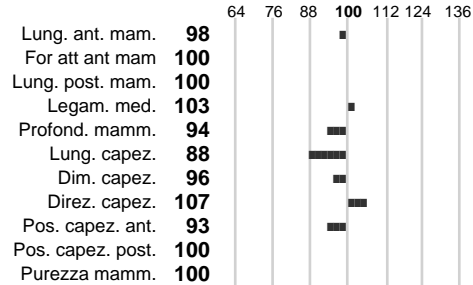 64 76 88 100 112 124 136
Lung. ant. mam. 98
For att ant mam 100
Lung. post. mam. 100
Legam. med. 103
Profond. mamm. 94
Lung. capez. 88
Dim. capez. 96
Direz. capez. 107
Pos. capez. ant. 93
Pos. capez. post. 100
Purezza mamm. 100